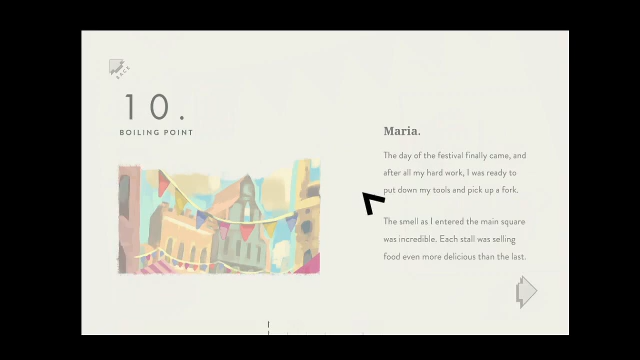 BACK
10.
BOILING POINT
Maria.
The day of the festival finally came, and
after all my hard work, I was ready to
put down my tools and pick up a fork.
The smell as I entered the main square
was incredible. Each stall was selling
food even more delicious than the last.